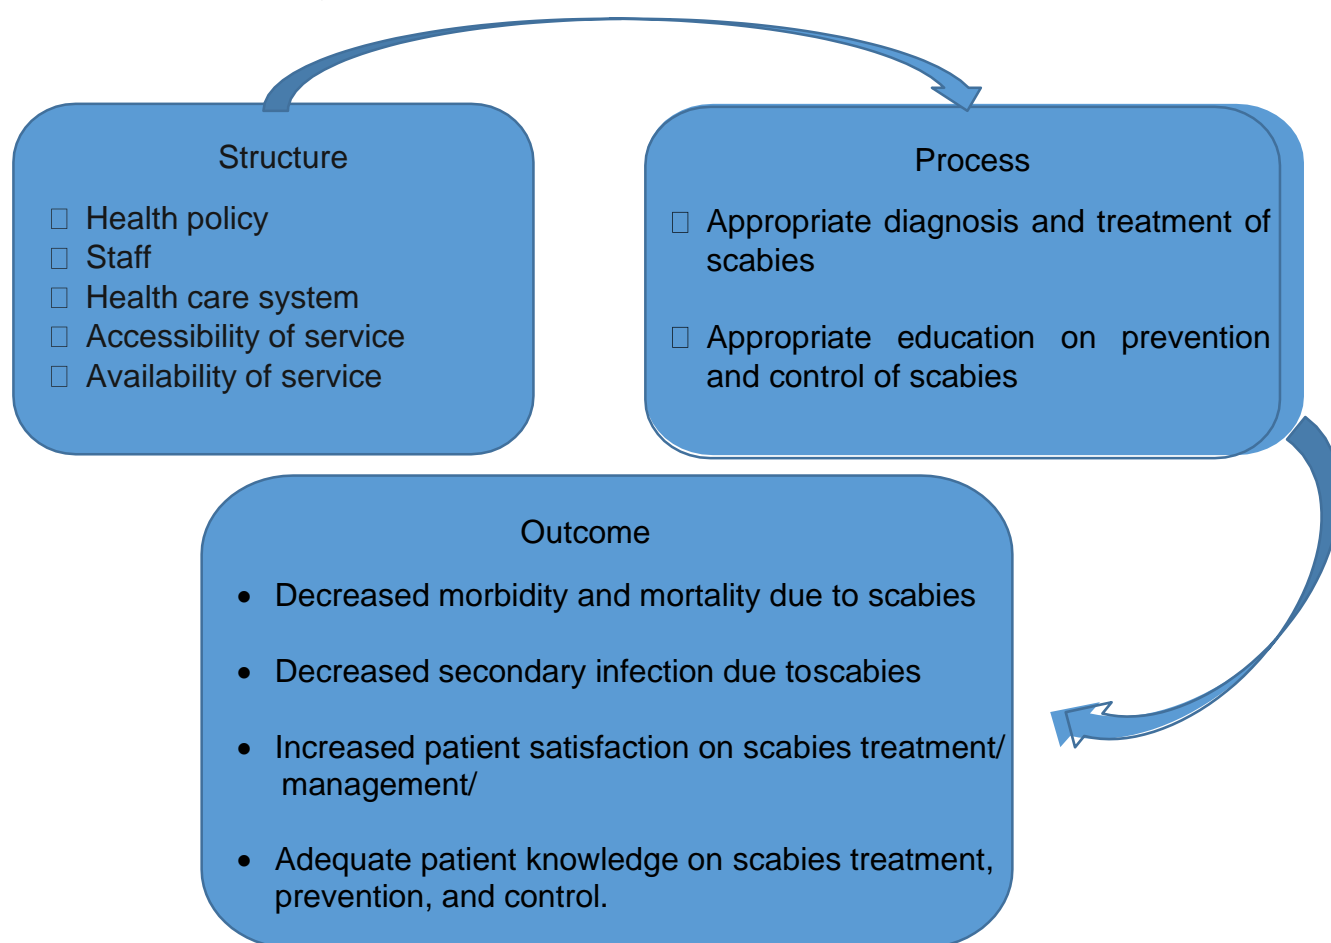 Structure
□ Health policy
□ Staff
□ Health care system
□ Accessibility of service
□ Availability of service
Process
□ Appropriate diagnosis and treatment of
scabies
□ Appropriate education on prevention
and control of scabies
Outcome
• Decreased morbidity and mortality due to scabies
• Decreased secondary infection due toscabies
• Increased patient satisfaction on scabies treatment/
management/
• Adequate patient knowledge on scabies treatment,
prevention, and control.